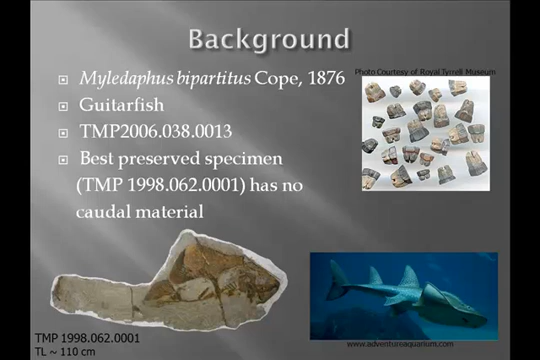 Background
Myledaphus bipartitus Cope, 1876
Guitarfish
TMP2006.038.0013
Best preserved specimen
(TMP 1998.062.0001) has no
caudal material
Photo Courtesy of Royal Tyrrell Museum
TMP 1998.062.0001
TL ~ 110 cm
www.adventureaquarium.com